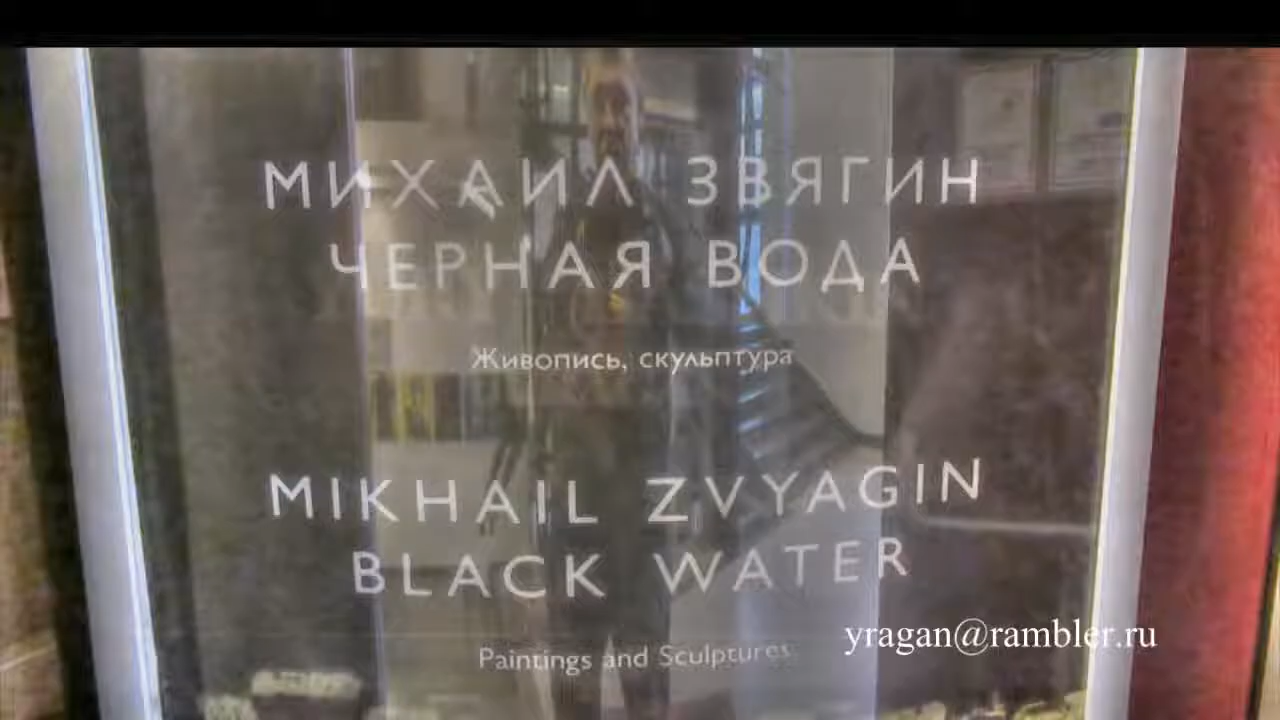 МИХАИЛ ЗВЯГИН
ЧЕРНАЯ ВОДА
Живопись, скульптура
MIKHAIL ZVYAGIN
BLACK WATER
yragan@rambler.ru
Paintings and Sculptures